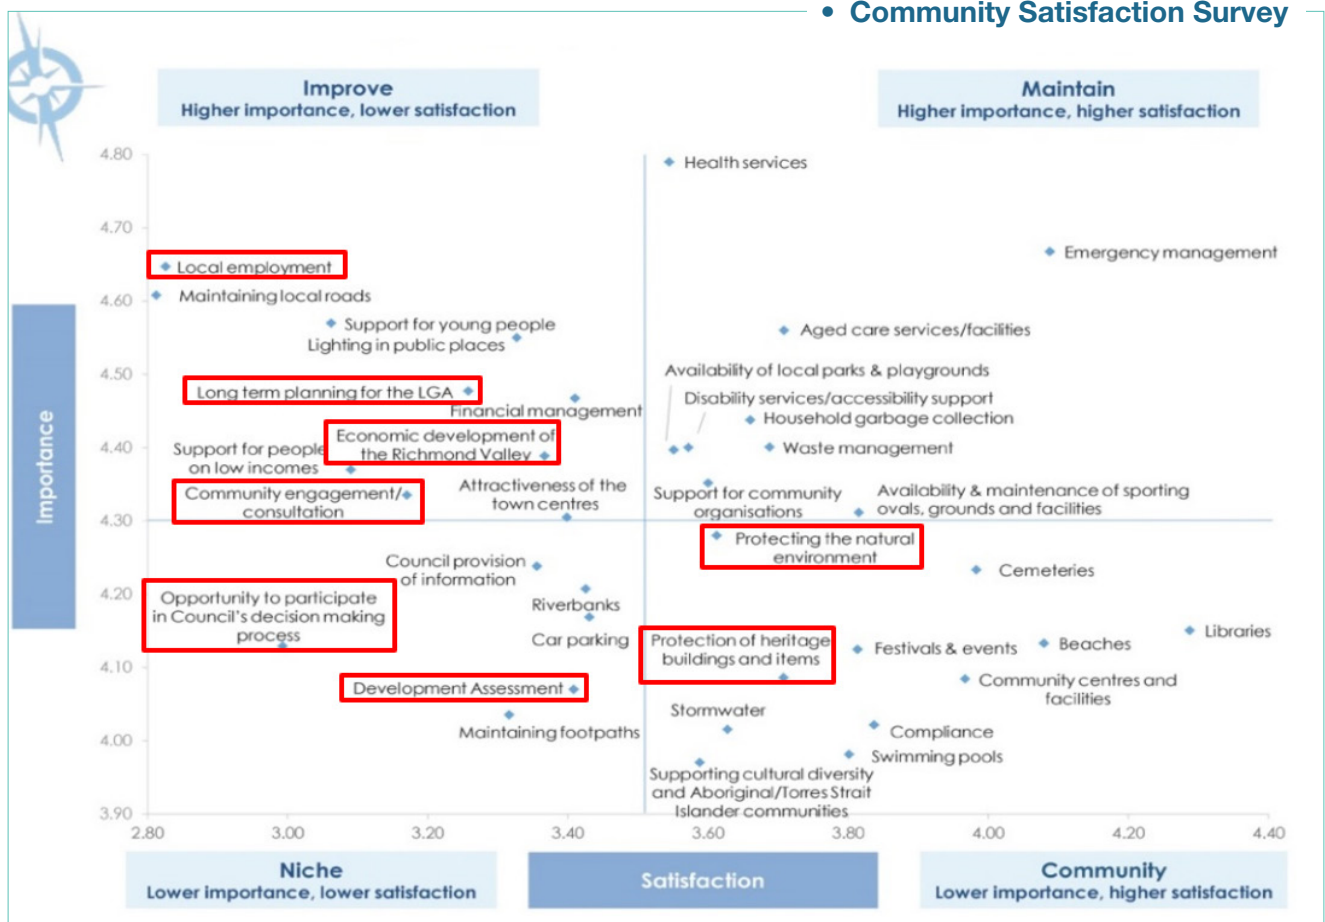 • Community Satisfaction Survey
Improve
Higher importance, lower satisfaction
Maintain
Higher importance, higher satisfaction
Importance
4.80
4.70
4.60
4.50
4.40
4.30
4.20
4.10
4.00
3.90
Health services
Emergency management
Local employment
Maintaining local roads
Support for young people
Lighting in public places
Aged care services/facilities
Availability of local parks & playgrounds
Long term planning for the LGA
Disability services/accessibility support
Financial management
Household garbage collection
Economic development of
the Richmond Valley
Support for people
on low incomes
Waste management
Community engagement/
consultation
Attractiveness of the
town centres
Support for community
organisations
Availability & maintenance of sporting
ovals, grounds and facilities
Protecting the natural
environment
Council provision
of information
Cemeteries
Opportunity to participate
in Council's decision making
process
Riverbanks
Car parking
Protection of heritage
buildings and items
Festivals & events
Beaches
Libraries
Development Assessment
Community centres and
facilities
Stormwater
Maintaining footpaths
Compliance
Swimming pools
Supporting cultural diversity
and Aboriginal/Torres Strait
Islander communities
2.80
3.00
3.20
3.40
3.60
3.80
4.00
4.20
4.40
Niche
Lower importance, lower satisfaction
Satisfaction
Community
Lower importance, higher satisfaction